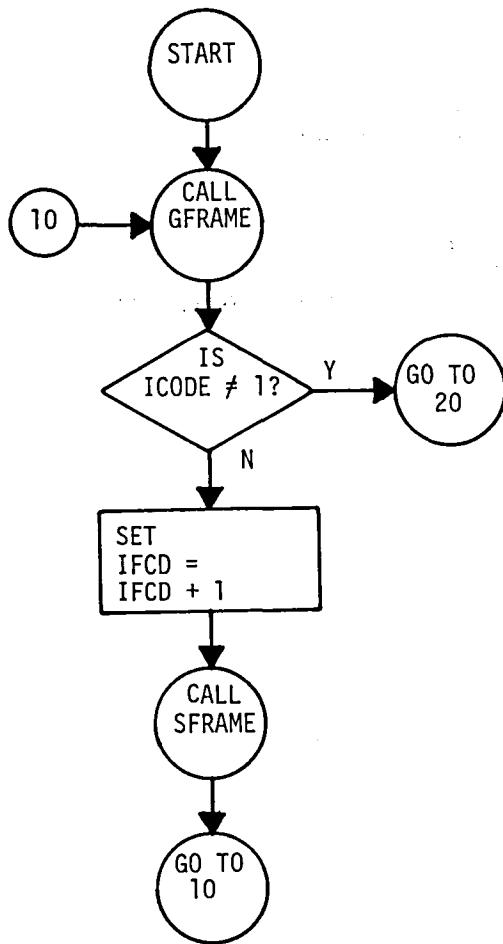 START
CALL
GFRAME
10
IS
ICODE ≠ 1?
Y
GO TO
20
N
SET
IFCD =
IFCD + 1
CALL
SFRAME
GO TO
10